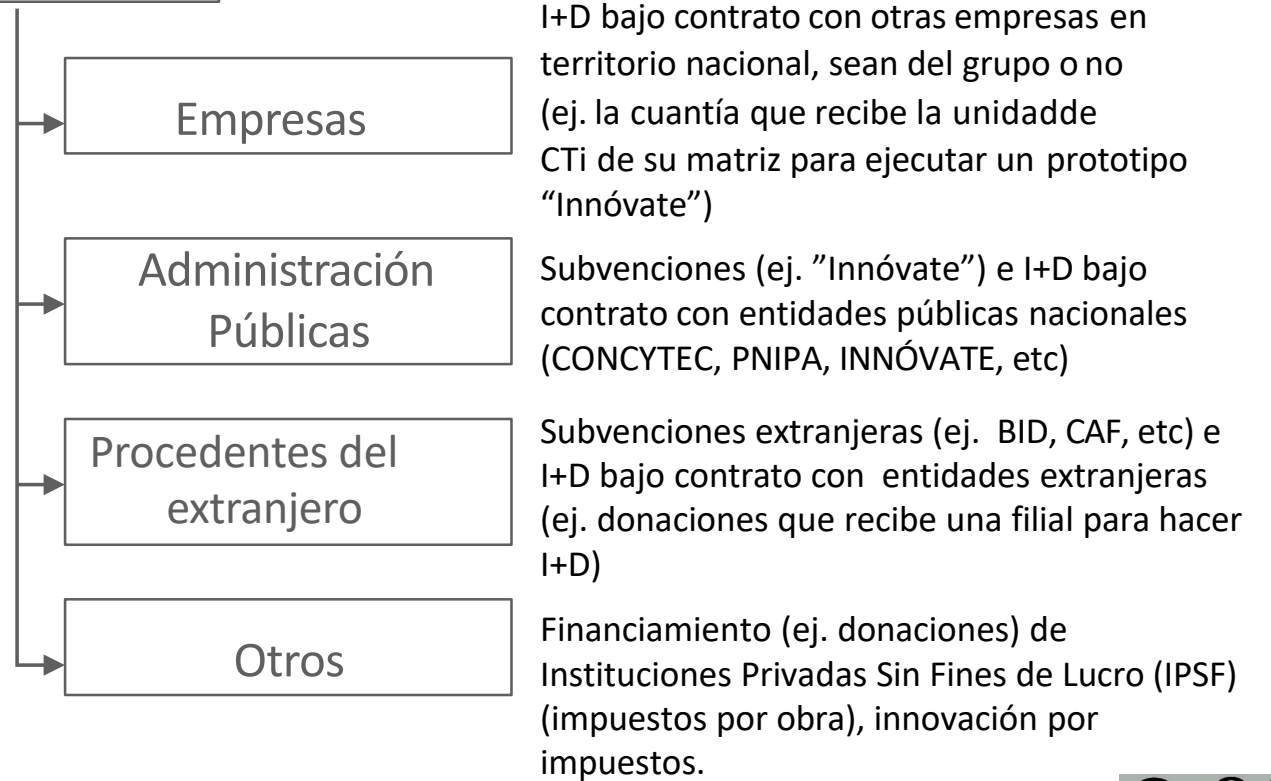 I+D bajo contrato con otras empresas en
territorio nacional, sean del grupo o no
(ej. la cuantía que recibe la unidadde
CTi de su matriz para ejecutar un prototipo
“Innóvate”)
Empresas
Administración
Públicas
Subvenciones (ej. ”Innóvate”) e I+D bajo
contrato con entidades públicas nacionales
(CONCYTEC, PNIPA, INNÓVATE, etc)
Procedentes del
extranjero
Subvenciones extranjeras (ej. BID, CAF, etc) e
I+D bajo contrato con entidades extranjeras
(ej. donaciones que recibe una filial para hacer
I+D)
Otros
Financiamiento (ej. donaciones) de
Instituciones Privadas Sin Fines de Lucro (IPSF)
(impuestos por obra), innovación por
impuestos.